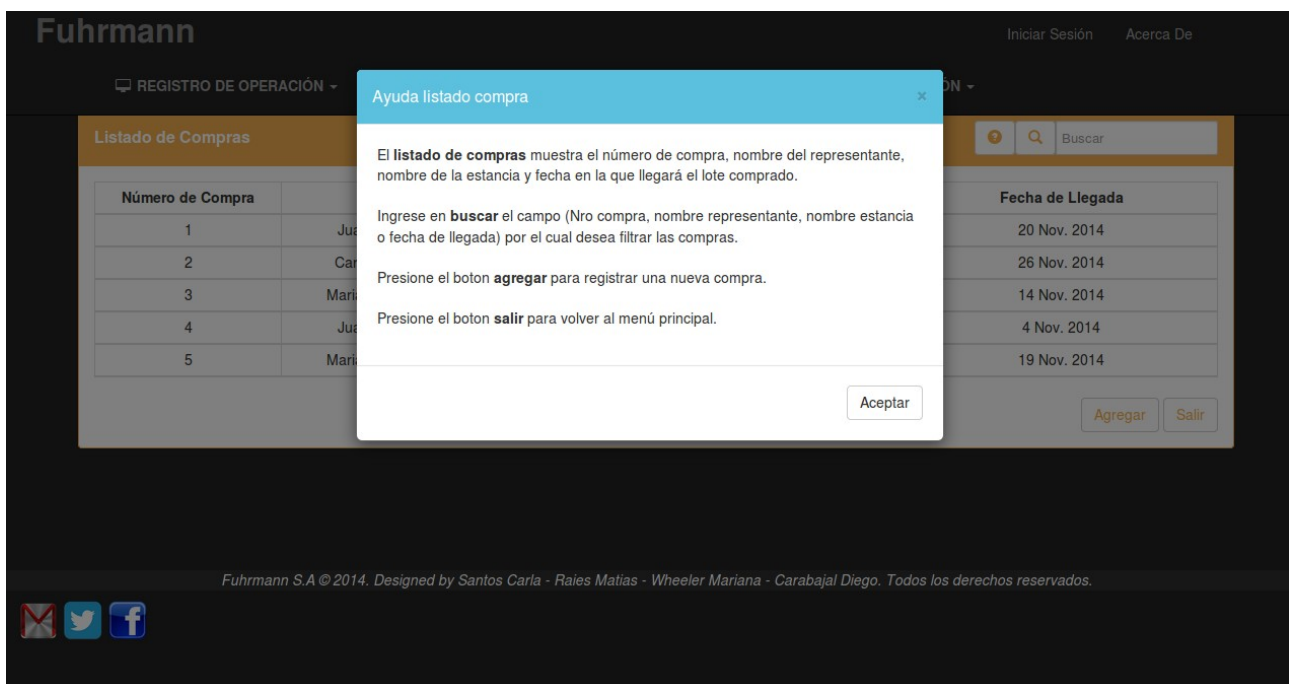 Fuhrmann
Iniciar Sesión Acerca De
REGISTRO DE OPERACIÓN
Ayuda listado compra ×
Listado de Compras
Buscar
El listado de compras muestra el número de compra, nombre del representante,
nombre de la estancia y fecha en la que llegará el lote comprado.
Ingrese en buscar el campo (Nro compra, nombre representante, nombre estancia
o fecha de llegada) por el cual desea filtrar las compras.
Presione el boton agregar para registrar una nueva compra.
Presione el boton salir para volver al menú principal.
Aceptar
Número de Compra Fecha de Llegada
1 20 Nov. 2014
2 26 Nov. 2014
3 14 Nov. 2014
4 4 Nov. 2014
5 19 Nov. 2014
Agregar Salir
Fuhrmann S.A © 2014. Designed by Santos Carla - Raies Matias - Wheeler Mariana - Carabajal Diego. Todos los derechos reservados.